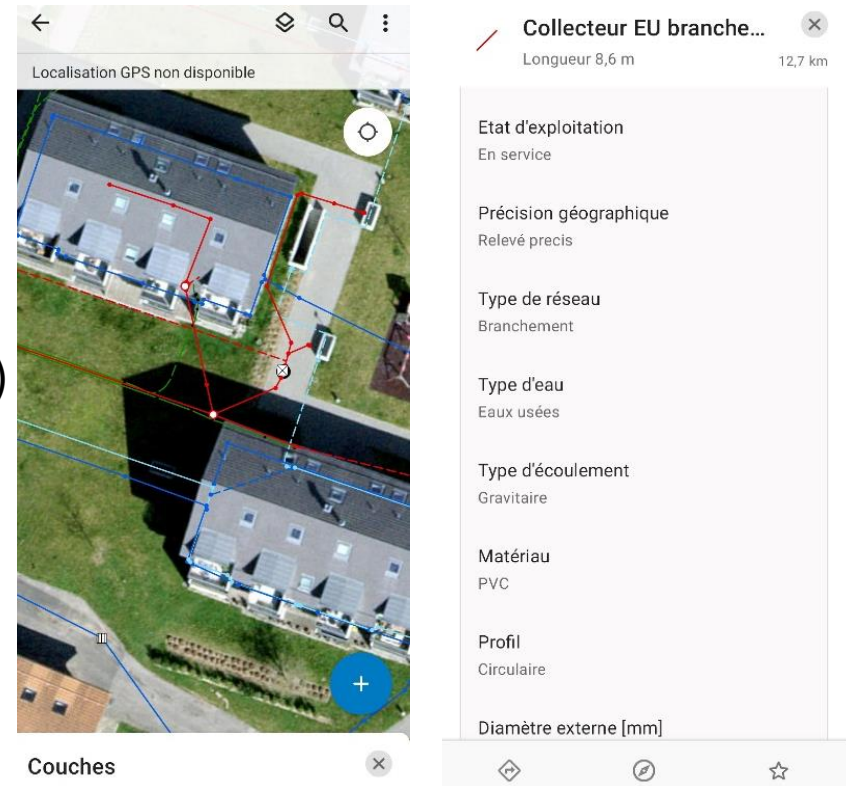 Localisation GPS non disponible
Couches
)
Collecteur EU branche...
Longueur 8,6 m
12,7 km
Etat d'exploitation
En service
Précision géographique
Relevé precis
Type de réseau
Branchement
Type d'eau
Eaux usées
Type d'écoulement
Gravitaire
Matériau
PVC
Profil
Circulaire
Diamètre externe [mm]